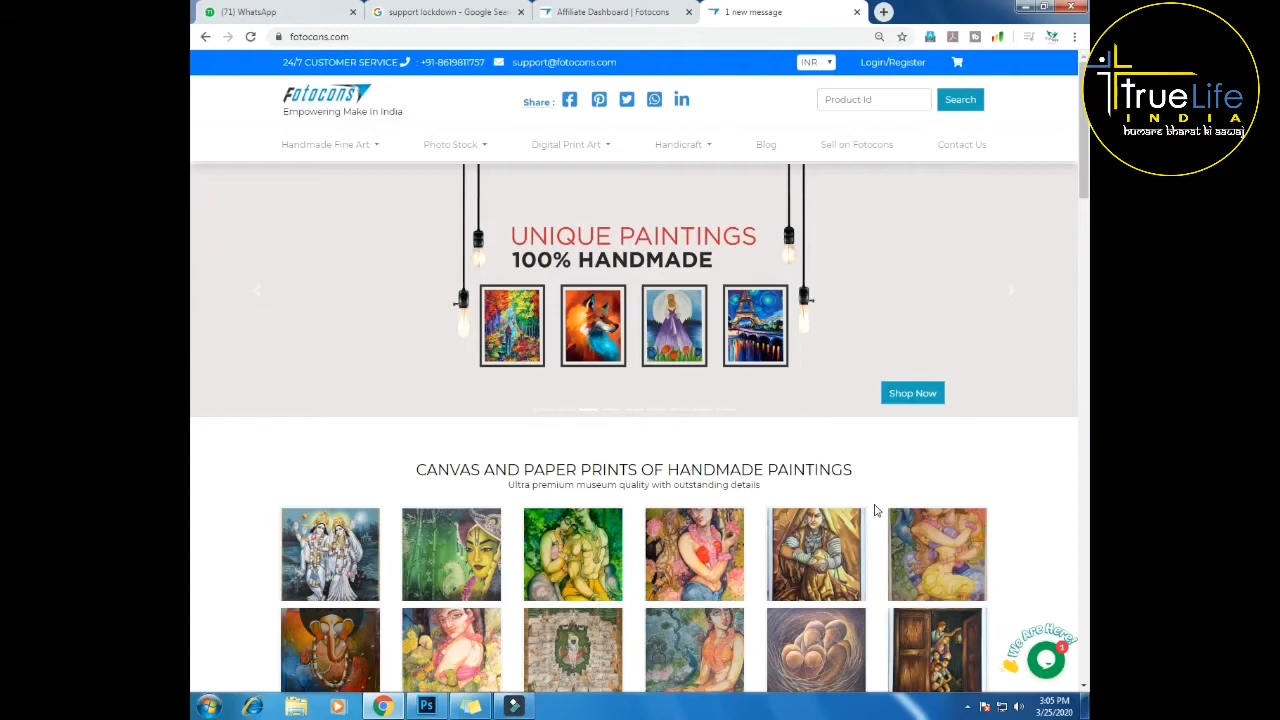 (71) WhatsApp
support lockdown - Google Sear
Affiliate Dashboard | Fotocons
1 new message
fotocons.com
24/7 CUSTOMER SERVICE : +91-8619811757 support@fotocons.com
INR
Login/Register
Fotocons
Empowering Make In India
Share :
Product Id
Search
Handmade Fine Art
Photo Stock
Digital Print Art
Handicraft
Blog
Sell on Fotocons
Contact Us
UNIQUE PAINTINGS
100% HANDMADE
Shop Now
CANVAS AND PAPER PRINTS OF HANDMADE PAINTINGS
Ultra premium museum quality with outstanding details
We Are Here!
1
Ps
3:05 PM
3/25/2020
trueLife
INDIA
humare bharat ki aawaj